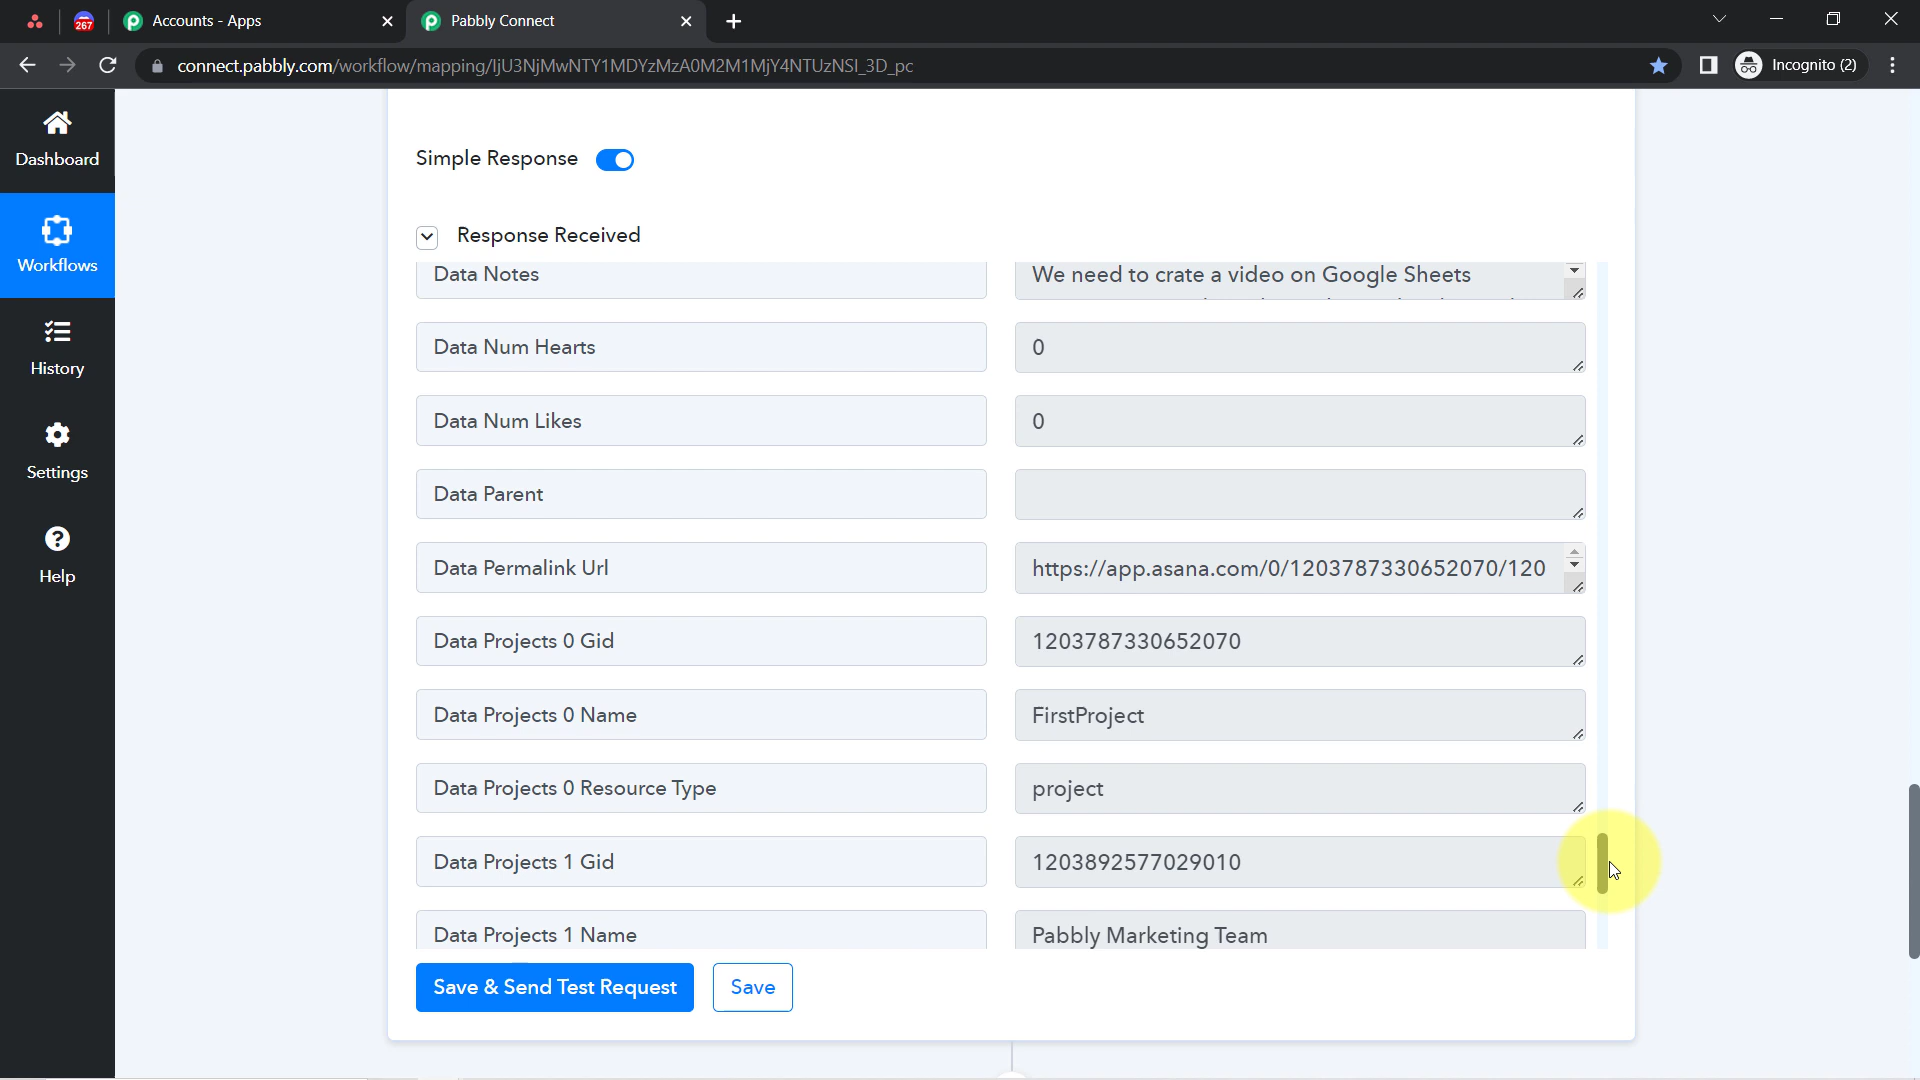 267
Accounts - Apps
Pabbly Connect
connect.pabbly.com/workflow/mapping/IjU3NjMwNTY1MDYzMzA0M2M1MjY4NTUzNSI_3D_pc
Incognito (2)
Dashboard
Workflows
History
Settings
Help
Simple Response
Response Received
Data Notes
We need to crate a video on Google Sheets
Data Num Hearts
0
Data Num Likes
0
Data Parent
Data Permalink Url
https://app.asana.com/0/1203787330652070/120
Data Projects 0 Gid
1203787330652070
Data Projects 0 Name
FirstProject
Data Projects 0 Resource Type
project
Data Projects 1 Gid
1203892577029010
Data Projects 1 Name
Pabbly Marketing Team
Save & Send Test Request
Save